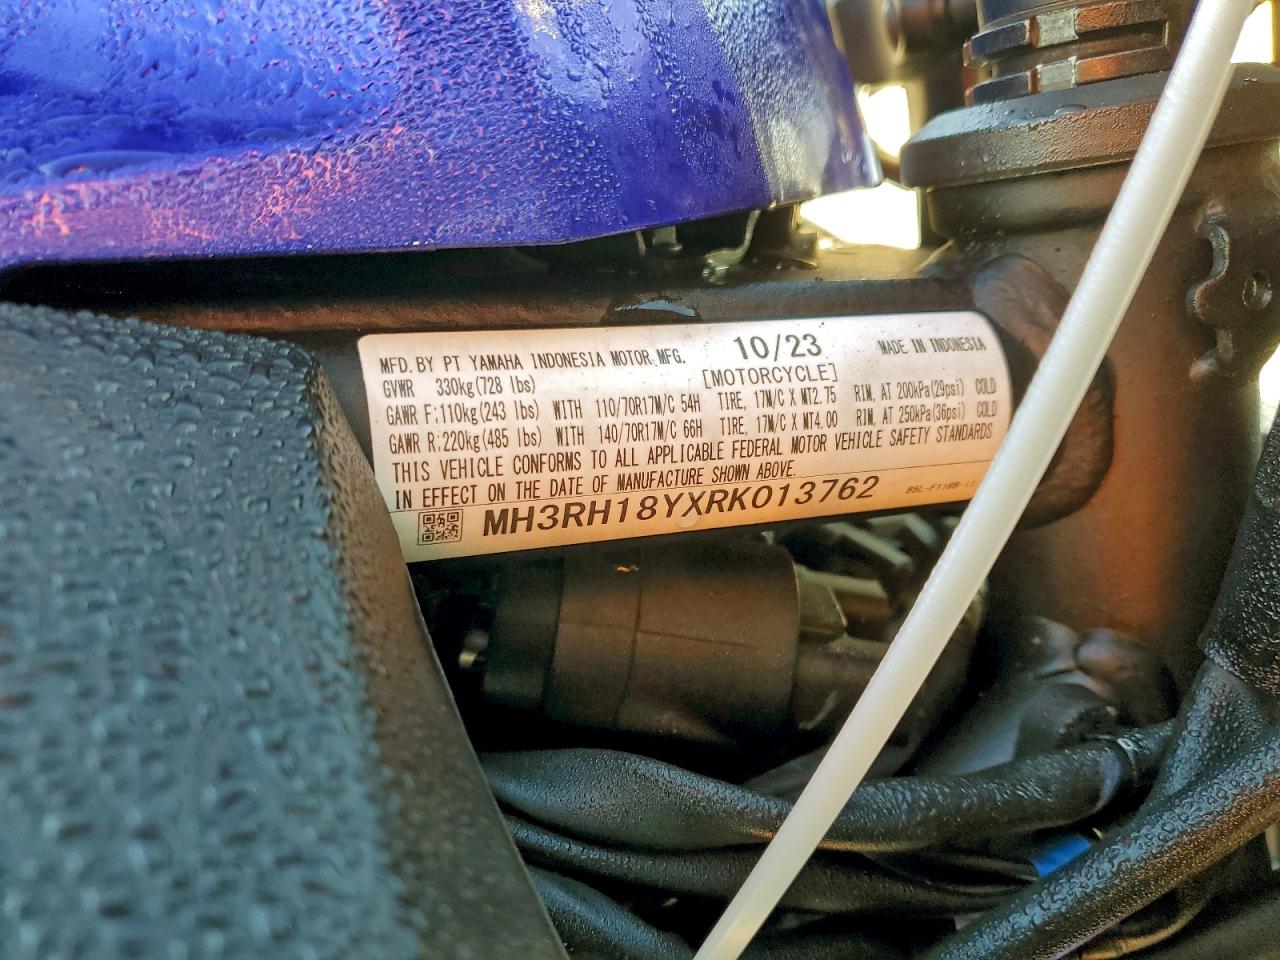 MFD. BY PT YAMAHA INDONESIA MOTOR MFG. 10/23 MADE IN INDONESIA
GVWR 330kg(728 lbs) [MOTORCYCLE]
GAWR F:110kg(243 lbs) WITH 110/70R17M/C 54H TIRE, 17M/C X MT2.75 RIM, AT 200kPa(29psi) COLD
GAWR R:220kg(485 lbs) WITH 140/70R17M/C 66H TIRE, 17M/C X MT4.00 RIM, AT 250kPa(36psi) COLD
THIS VEHICLE CONFORMS TO ALL APPLICABLE FEDERAL MOTOR VEHICLE SAFETY STANDARDS
IN EFFECT ON THE DATE OF MANUFACTURE SHOWN ABOVE.
MH3RH18YXRK013762